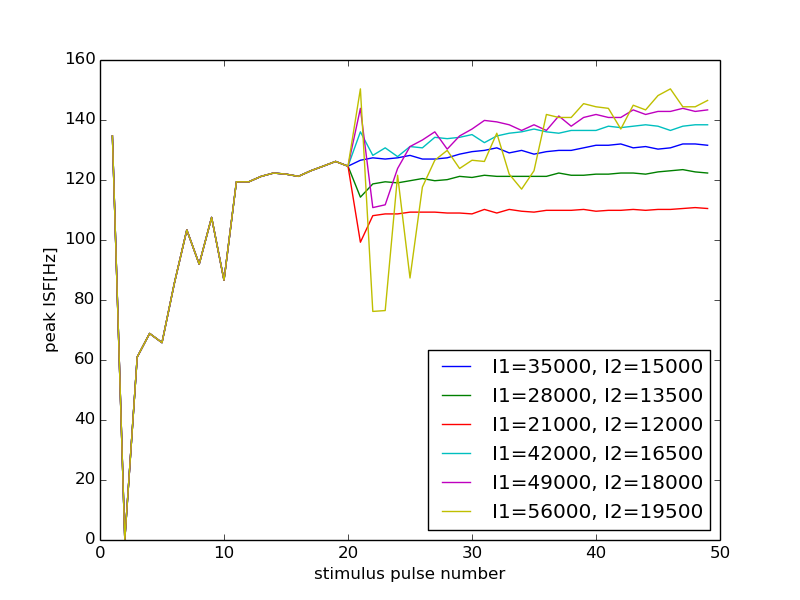 160
140
120
100
80
60
40
20
0
peak ISF[Hz]
0 10 20 30 40 50
stimulus pulse number
I1=35000, I2=15000
I1=28000, I2=13500
I1=21000, I2=12000
I1=42000, I2=16500
I1=49000, I2=18000
I1=56000, I2=19500